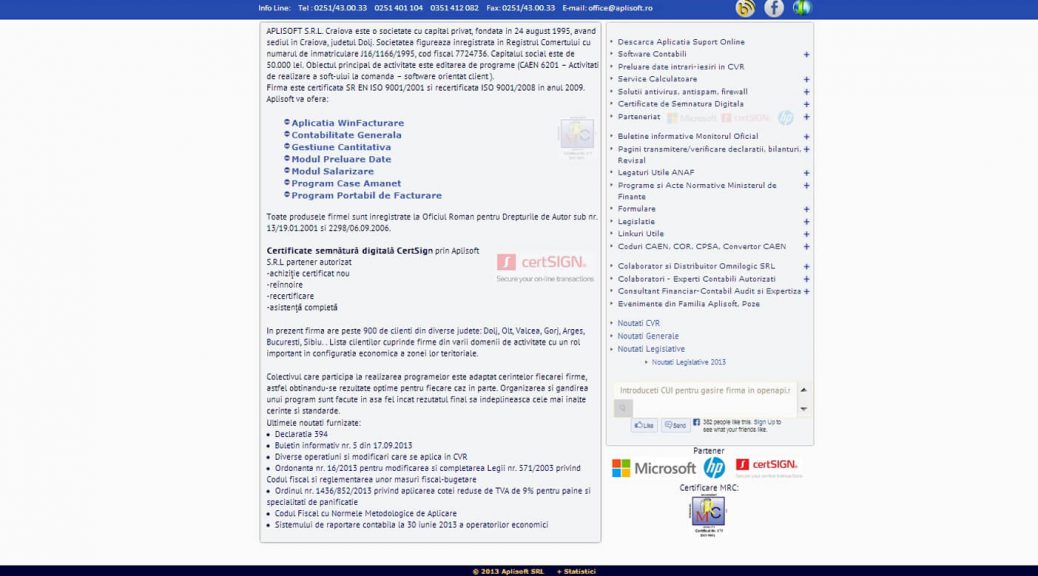 Info Line: Tel : 0251/43.00.33 0251 401 104 0351 412 082 Fax: 0251/43.00.33 E-mail: office@aplisoft.ro
APLISOFT S.R.L. Craiova este o societate cu capital privat, fondata in 24 august 1995, avand
sediul in Craiova, judetul Dolj. Societatea figureaza inregistrata in Registrul Comertului cu
numarul de inmatriculare J16/1166/1995, cod fiscal 7724736. Capitalul social este de
50.000 lei. Obiectul principal de activitate este editarea de programe (CAEN 6201 – Activitati
de realizare a soft-ului la comanda – software orientat client ).
Firma este certificata SR EN ISO 9001/2001 si recertificata ISO 9001/2008 in anul 2009.
Aplisoft va ofera:
Aplicatia WinFacturare
Contabilitate Generala
Gestiune Cantitativa
Modul Preluare Date
Modul Salarizare
Program Case Amanet
Program Portabil de Facturare
Toate produsele firmei sunt inregistrate la Oficiul Roman pentru Drepturile de Autor sub nr.
13/19.01.2001 si 2298/06.09.2006.
Certificate semnătură digitală CertSign prin Aplisoft
S.R.L partener autorizat
-achiziție certificat nou
-reinnoire
-recertificare
-asistență completă
certSIGN.
Secure your on-line transactions
In prezent firma are peste 900 de clienti din diverse judete: Dolj, Olt, Valcea, Gorj, Arges,
Bucuresti, Sibiu. . Lista clientilor cuprinde firme din varii domenii de activitate cu un rol
important in configuratia economica a zonei lor teritoriale.
Colectivul care participa la realizarea programelor este adaptat cerintelor fiecarei firme,
astfel obtinandu-se rezultate optime pentru fiecare caz in parte. Organizarea si gandirea
unui program sunt facute in asa fel incat rezutatul final sa indeplineasca cele mai inalte
cerinte si standarde.
Ultimele noutati furnizate:
• Declaratia 394
• Buletin informativ nr. 5 din 17.09.2013
• Diverse operatiuni si modificari care se aplica in CVR
• Ordonanta nr. 16/2013 pentru modificarea si completarea Legii nr. 571/2003 privind
Codul fiscal si reglementarea unor masuri fiscal-bugetare
• Ordinul nr. 1436/852/2013 privind aplicarea cotei reduse de TVA de 9% pentru paine si
specialitati de panificatie
• Codul Fiscal cu Normele Metodologice de Aplicare
• Sistemului de raportare contabila la 30 iunie 2013 a operatorilor economici
Descarca Aplicatia Suport Online
Software Contabili +
Preluare date intrari-iesiri in CVR
Service Calculatoare +
Solutii antivirus, antispam, firewall +
Certificate de Semnatura Digitala +
Parteneriat Microsoft certSIGN. hp +
Buletine informative Monitorul Oficial +
Pagini transmitere/verificare declaratii, bilanturi, +
Revisal
Legaturi Utile ANAF +
Programe si Acte Normative Ministerul de +
Finante
Formulare +
Legislatie +
Linkuri Utile +
Coduri CAEN, COR, CPSA, Convertor CAEN +
Colaborator si Distribuitor Omnilogic SRL +
Colaboratori - Experti Contabili Autorizati +
Consultant Financiar-Contabil Audit si Expertiza +
Evenimente din Familia Aplisoft, Poze
Noutati CVR
Noutati Generale
Noutati Legislative
Noutati Legislative 2013
Introduceti CUI pentru gasire firma in openapi.r
Like Send 382 people like this. Sign Up to
see what your friends like.
Partener
Microsoft hp certSIGN.
Secure your on-line transactions
Certificare MRC:
MC
© 2013 Aplisoft SRL + Statistici